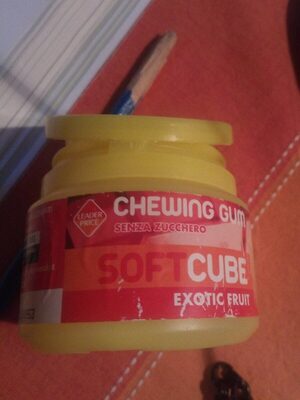 LEADER
PRICE
CHEWING GUM
SENZA ZUCCHERO
SOFTCUBE
EXOTIC FRUIT